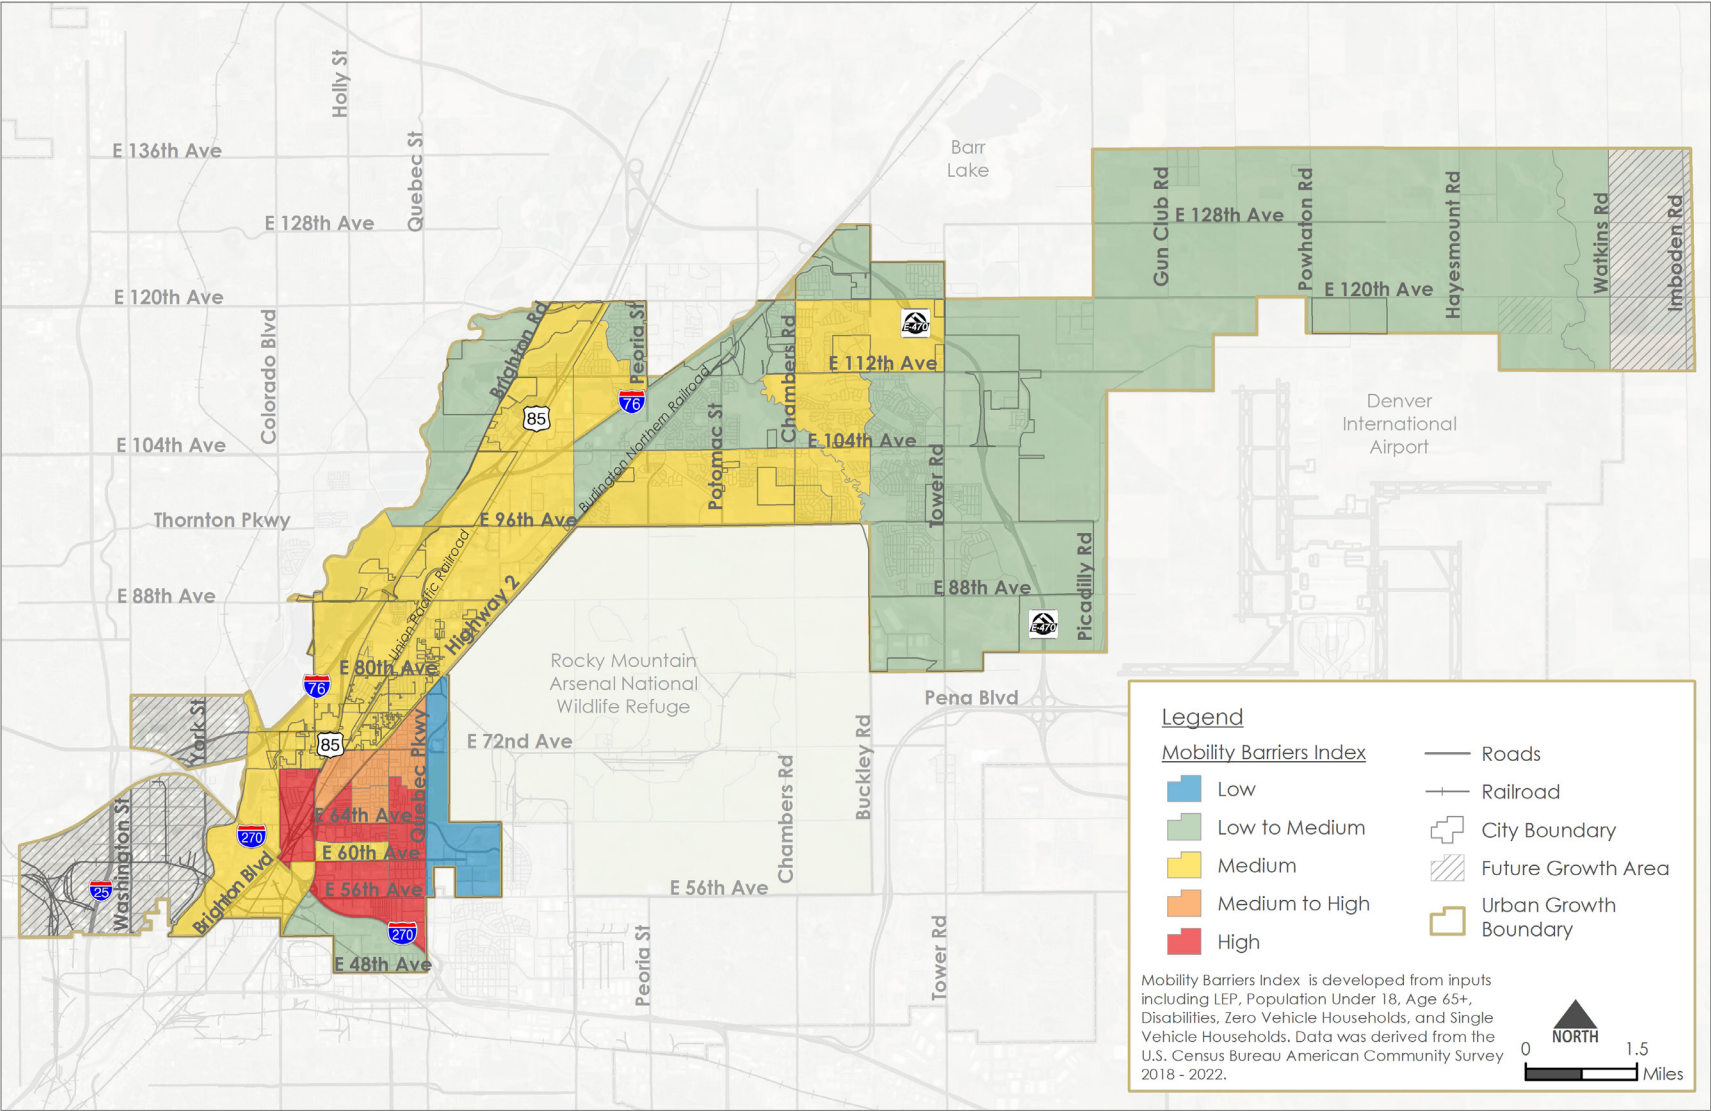 Holly St
Quebec St
E 136th Ave
Barr
Lake
E 128th Ave
Gun Club Rd
E 128th Ave
Powhaton Rd
Hayesmount Rd
Watkins Rd
Imboden Rd
E 120th Ave
E 120th Ave
Colorado Blvd
Brighton Rd
Peoria St
Chambers Rd
E-470
E 112th Ave
76
85
Burlington Northern Railroad
Potomac St
Denver
International
Airport
E 104th Ave
E 104th Ave
Tower Rd
Thornton Pkwy
E 96th Ave
Union Pacific Railroad
Highway 2
E 88th Ave
E 88th Ave
Picadilly Rd
E-470
E 80th Ave
Rocky Mountain
Arsenal National
Wildlife Refuge
76
Pena Blvd
York St
85
Quebec Pkwy
E 72nd Ave
Buckley Rd
Chambers Rd
Washington St
E 64th Ave
270
E 60th Ave
25
Brighton Blvd
E 56th Ave
E 56th Ave
270
E 48th Ave
Peoria St
Tower Rd
Legend
Mobility Barriers Index
Low
Low to Medium
Medium
Medium to High
High
Roads
Railroad
City Boundary
Future Growth Area
Urban Growth
Boundary
Mobility Barriers Index is developed from inputs
including LEP, Population Under 18, Age 65+,
Disabilities, Zero Vehicle Households, and Single
Vehicle Households. Data was derived from the
U.S. Census Bureau American Community Survey
2018 - 2022.
NORTH
0 1.5
Miles